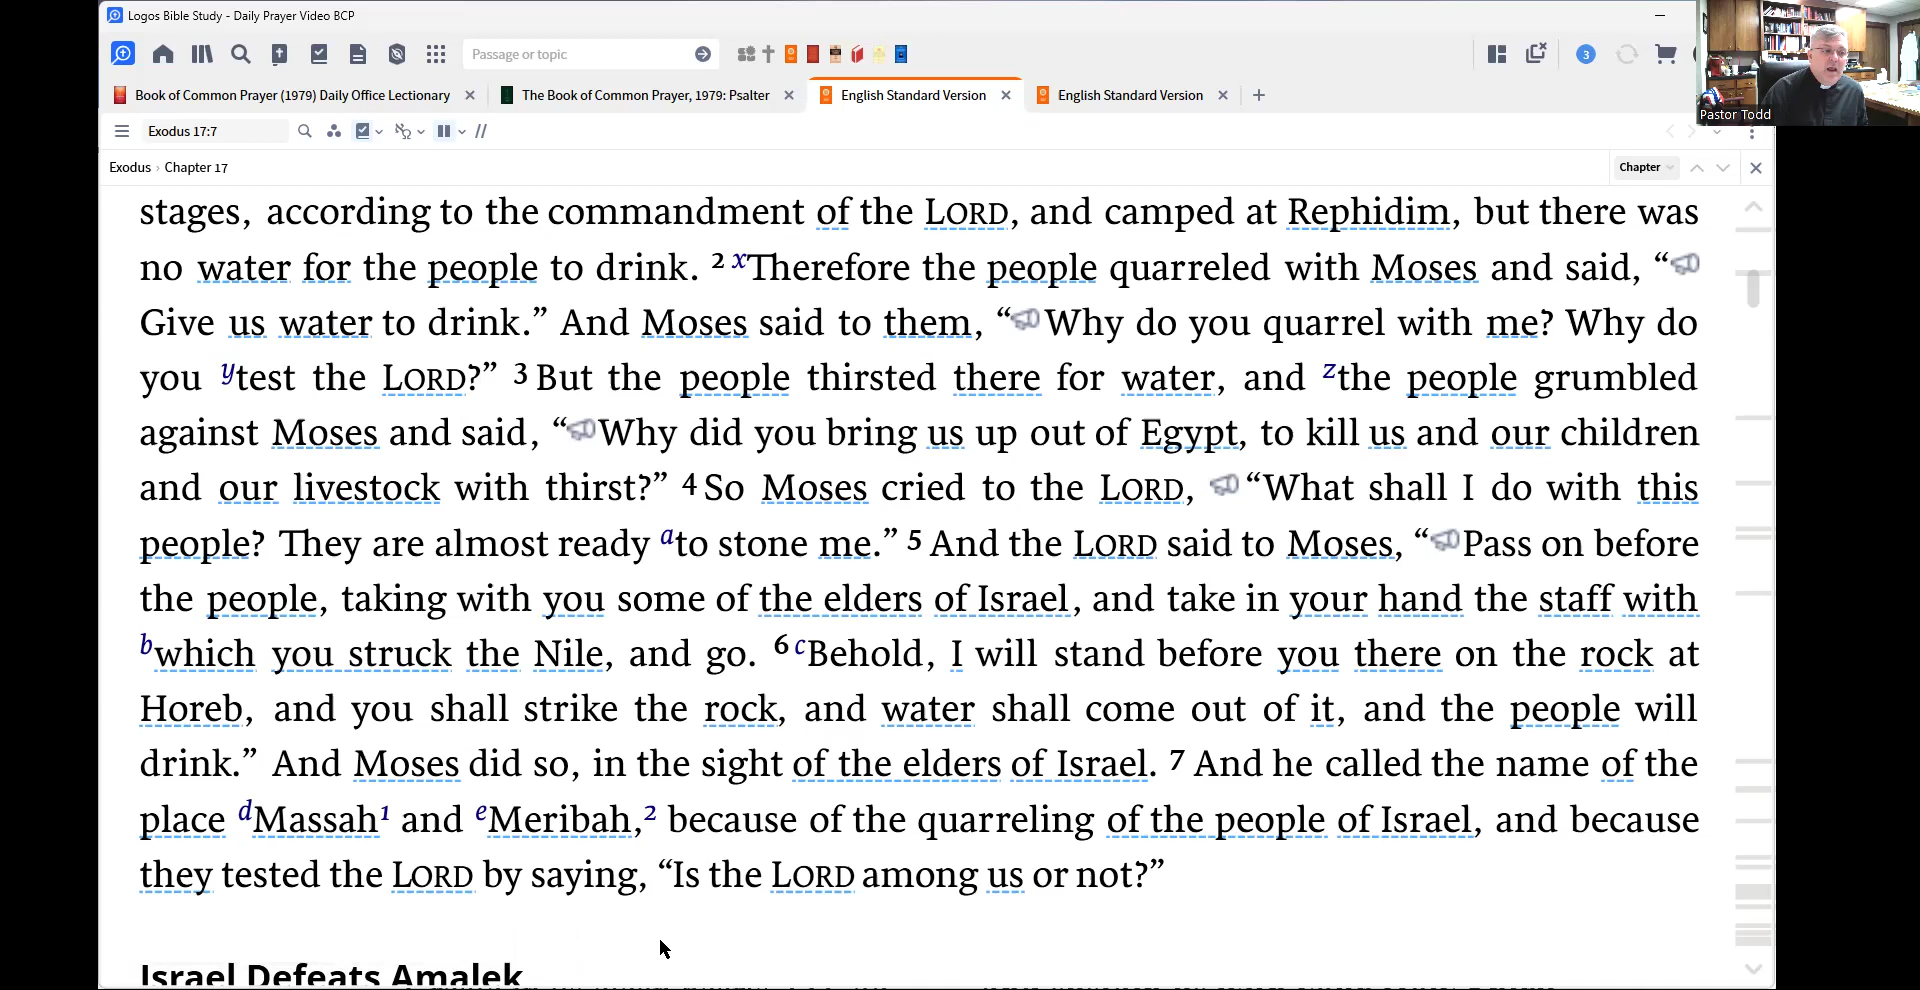 Logos Bible Study - Daily Prayer Video BCP
Passage or topic
3
Pastor Todd
Book of Common Prayer (1979) Daily Office Lectionary
The Book of Common Prayer, 1979: Psalter
English Standard Version
English Standard Version
Exodus 17:7
Exodus › Chapter 17
Chapter
stages, according to the commandment of the LORD, and camped at Rephidim, but there was
no water for the people to drink. 2 xTherefore the people quarreled with Moses and said, “
Give us water to drink.” And Moses said to them, “Why do you quarrel with me? Why do
you ytest the LORD?” 3 But the people thirsted there for water, and zthe people grumbled
against Moses and said, “Why did you bring us up out of Egypt, to kill us and our children
and our livestock with thirst?” 4 So Moses cried to the LORD, “What shall I do with this
people? They are almost ready ato stone me.” 5 And the LORD said to Moses, “Pass on before
the people, taking with you some of the elders of Israel, and take in your hand the staff with
bwhich you struck the Nile, and go. 6 cBehold, I will stand before you there on the rock at
Horeb, and you shall strike the rock, and water shall come out of it, and the people will
drink.” And Moses did so, in the sight of the elders of Israel. 7 And he called the name of the
place dMassah1 and eMeribah,2 because of the quarreling of the people of Israel, and because
they tested the LORD by saying, “Is the LORD among us or not?”
Israel Defeats Amalek